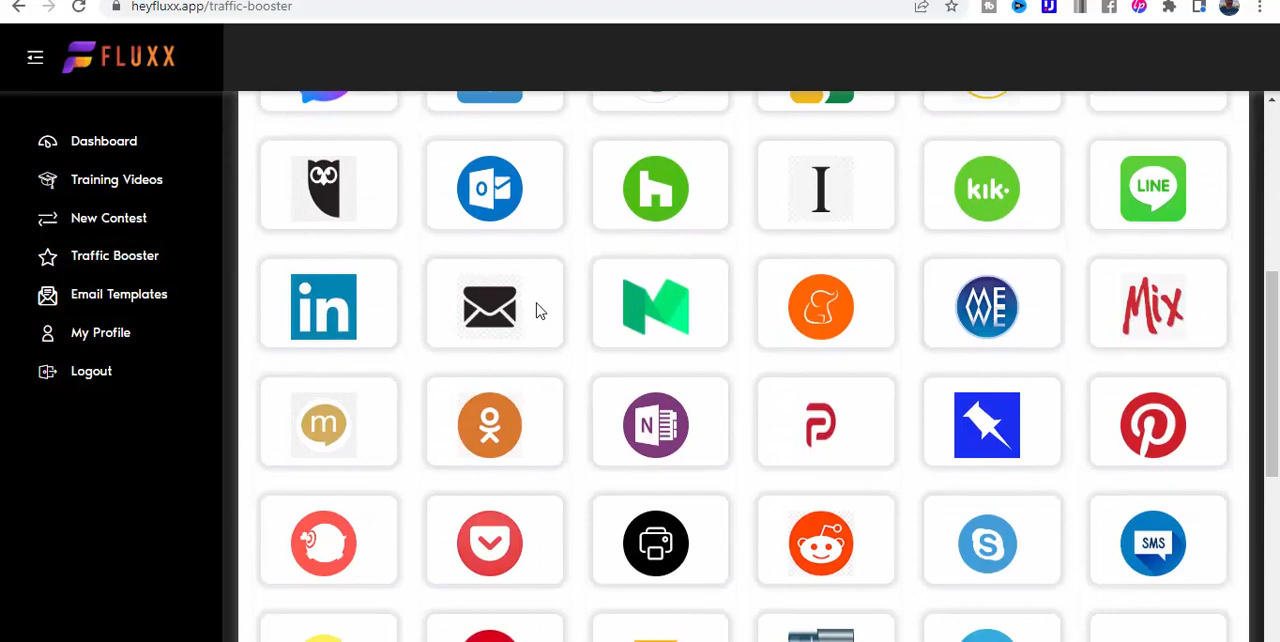 heyfluxx.app/traffic-booster
FLUXX
Dashboard
Training Videos
New Contest
Traffic Booster
Email Templates
My Profile
Logout
kik·
LINE
in
WE
Mix
m
N
SMS